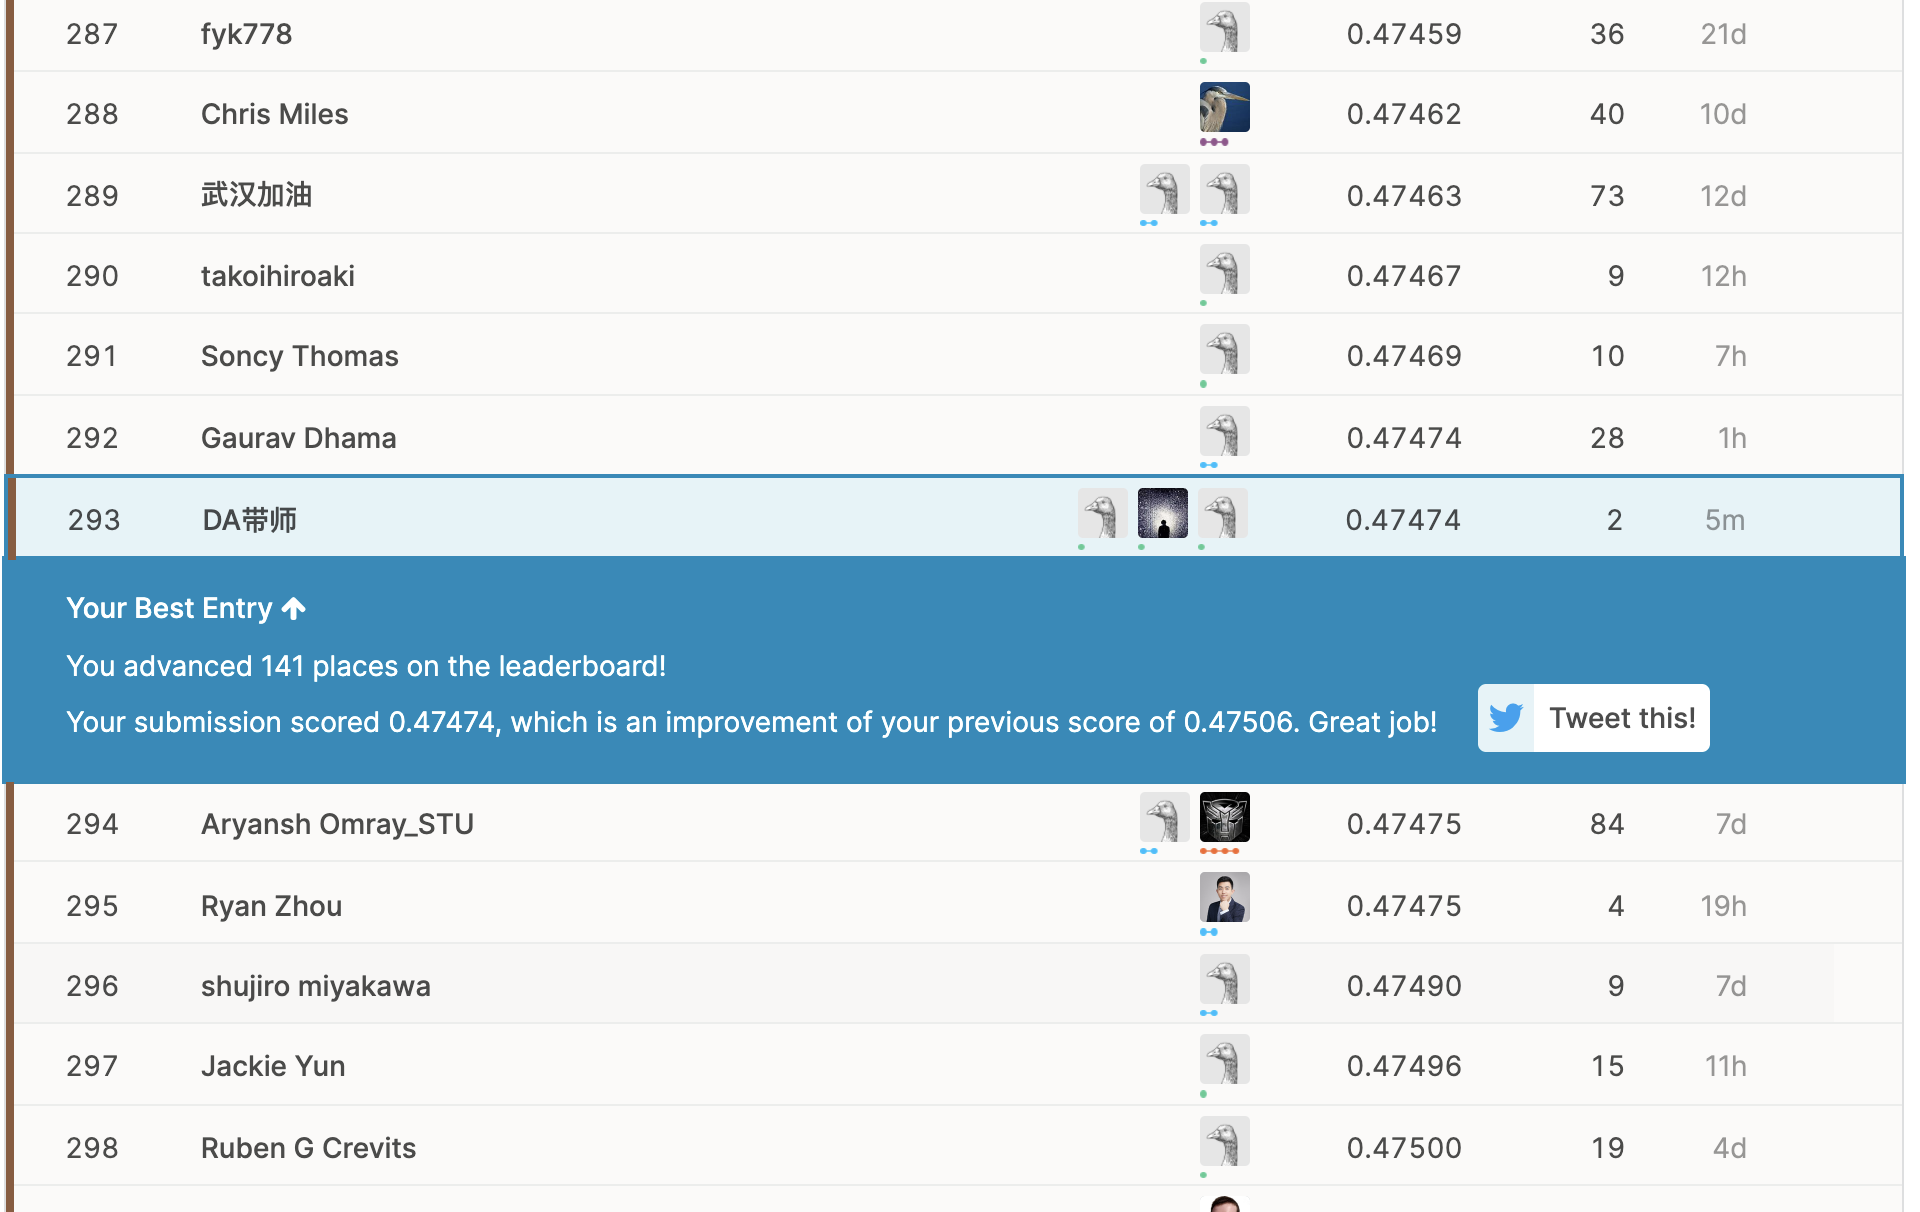 287 fyk778 0.47459 36 21d
288 Chris Miles 0.47462 40 10d
289 武汉加油 0.47463 73 12d
290 takoihiroaki 0.47467 9 12h
291 Soncy Thomas 0.47469 10 7h
292 Gaurav Dhama 0.47474 28 1h
293 DA带师 0.47474 2 5m
Your Best Entry
You advanced 141 places on the leaderboard!
Your submission scored 0.47474, which is an improvement of your previous score of 0.47506. Great job! Tweet this!
294 Aryansh Omray_STU 0.47475 84 7d
295 Ryan Zhou 0.47475 4 19h
296 shujiro miyakawa 0.47490 9 7d
297 Jackie Yun 0.47496 15 11h
298 Ruben G Crevits 0.47500 19 4d